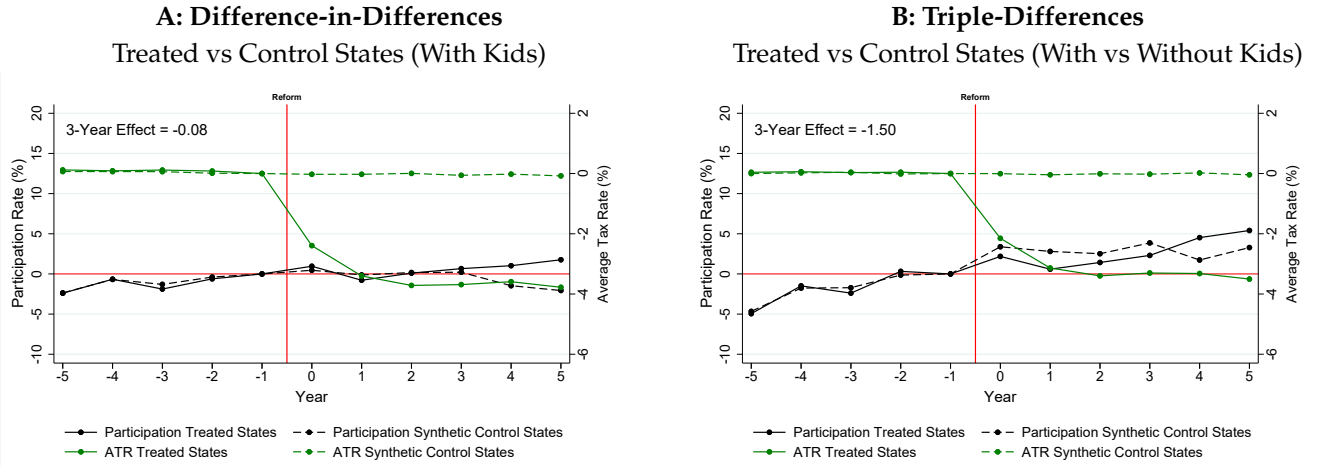 A: Difference-in-Differences
Treated vs Control States (With Kids)
Reform
3-Year Effect = -0.08
Participation Rate (%)
20
15
10
5
0
-5
-10
Average Tax Rate (%)
2
0
-2
-4
-6
-5 -4 -3 -2 -1 0 1 2 3 4 5
Year
Participation Treated States
Participation Synthetic Control States
ATR Treated States
ATR Synthetic Control States
B: Triple-Differences
Treated vs Control States (With vs Without Kids)
Reform
3-Year Effect = -1.50
Participation Rate (%)
20
15
10
5
0
-5
-10
Average Tax Rate (%)
2
0
-2
-4
-6
-5 -4 -3 -2 -1 0 1 2 3 4 5
Year
Participation Treated States
Participation Synthetic Control States
ATR Treated States
ATR Synthetic Control States